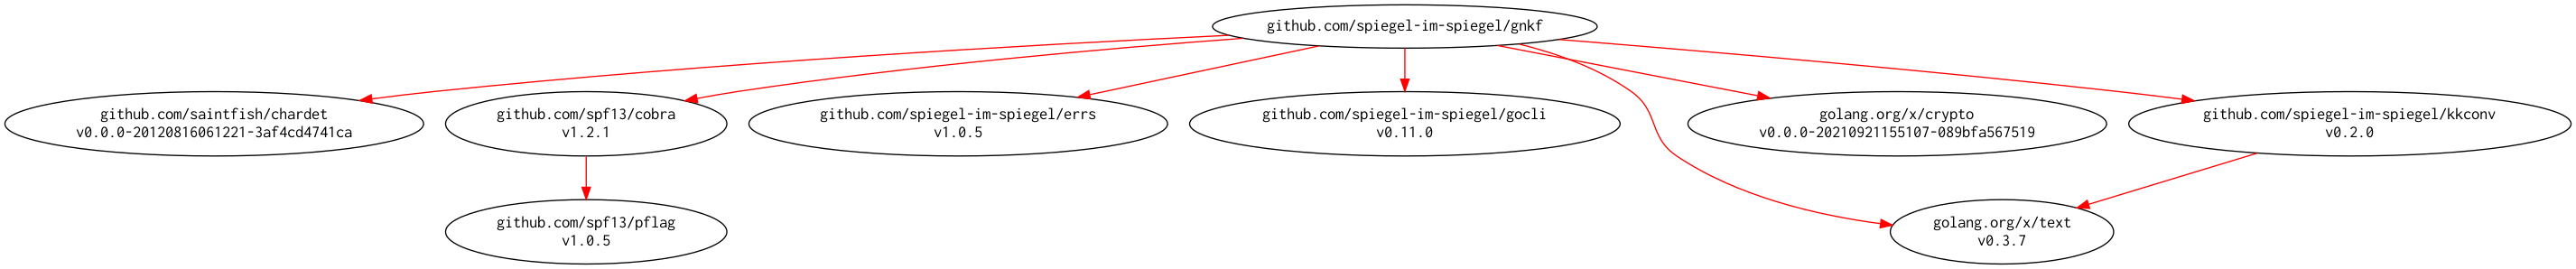 github.com/spiegel-im-spiegel/gnkf
github.com/saintfish/chardet
v0.0.0-20120816061221-3af4cd4741ca
github.com/spf13/cobra
v1.2.1
github.com/spiegel-im-spiegel/errs
v1.0.5
github.com/spiegel-im-spiegel/gocli
v0.11.0
golang.org/x/crypto
v0.0.0-20210921155107-089bfa567519
github.com/spiegel-im-spiegel/kkconv
v0.2.0
github.com/spf13/pflag
v1.0.5
golang.org/x/text
v0.3.7